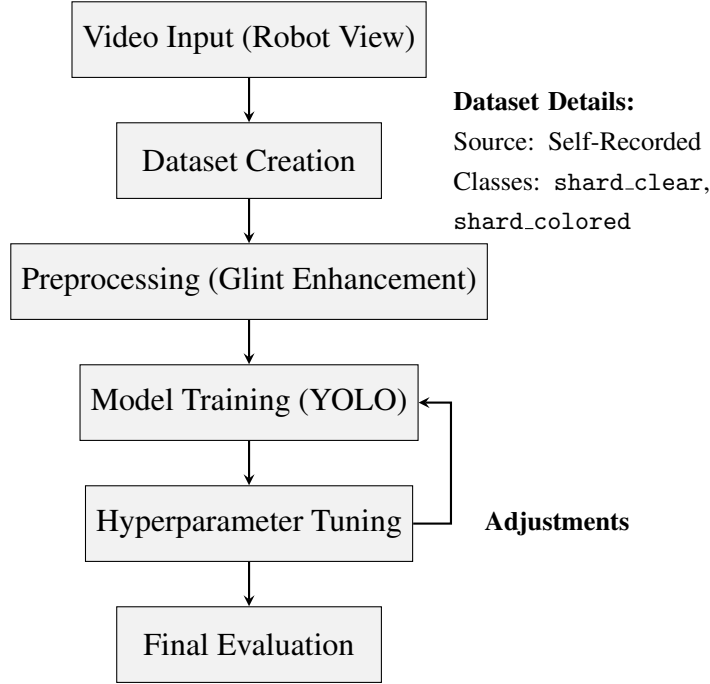 Video Input (Robot View)
Dataset Details:
Source: Self-Recorded
Classes: shard_clear,
shard_colored
Dataset Creation
Preprocessing (Glint Enhancement)
Model Training (YOLO)
Hyperparameter Tuning
Adjustments
Final Evaluation